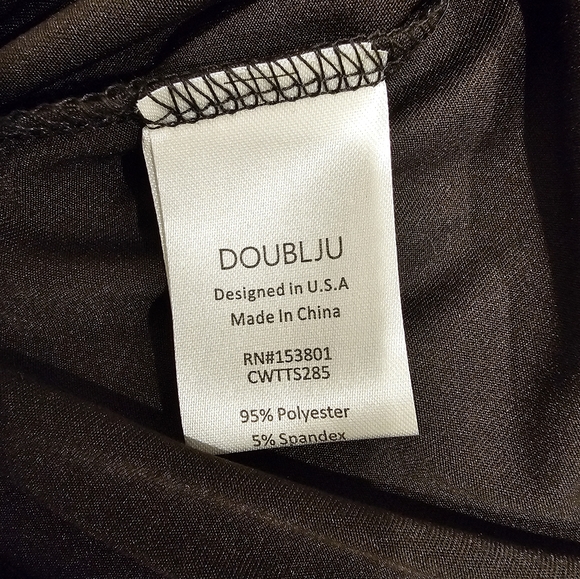 DOUBLJU
Designed in U.S.A
Made In China
RN#153801
CWTTS285
95% Polyester
5% Spandex